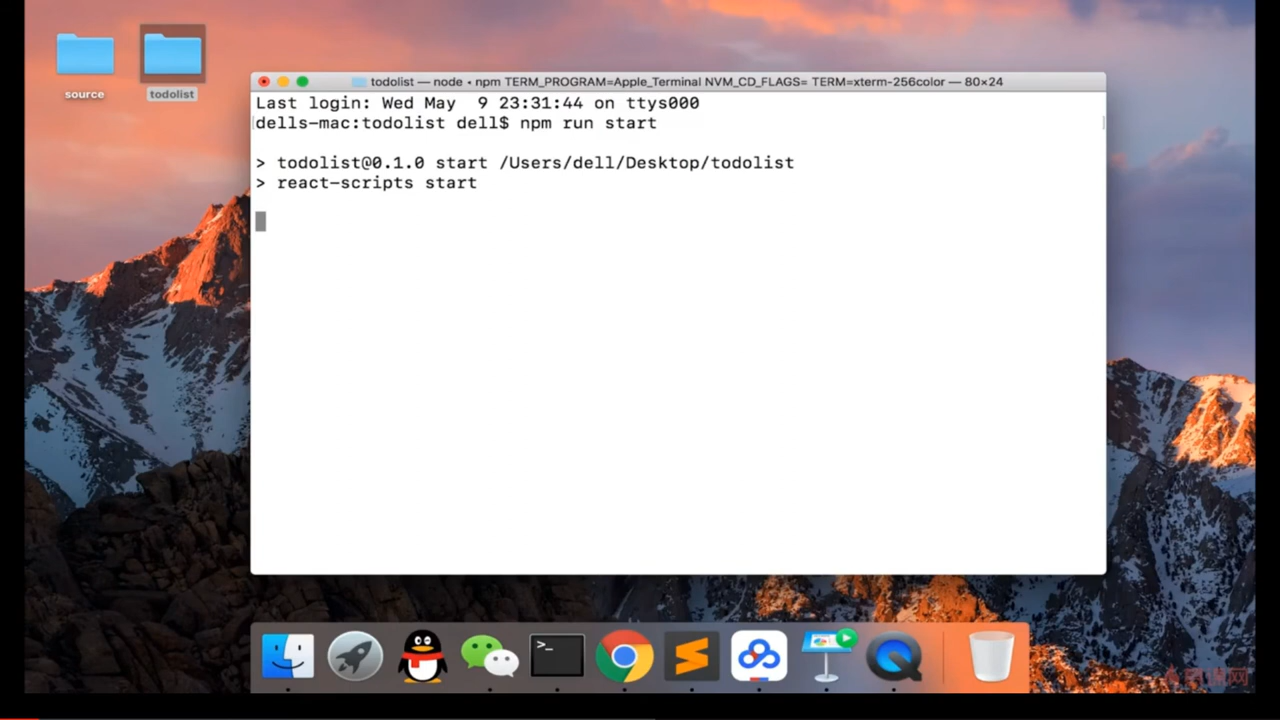 source
todolist
todolist — node • npm TERM_PROGRAM=Apple_Terminal NVM_CD_FLAGS= TERM=xterm-256color — 80×24
Last login: Wed May  9 23:31:44 on ttys000
dells-mac:todolist dell$ npm run start
> todolist@0.1.0 start /Users/dell/Desktop/todolist
> react-scripts start
>_